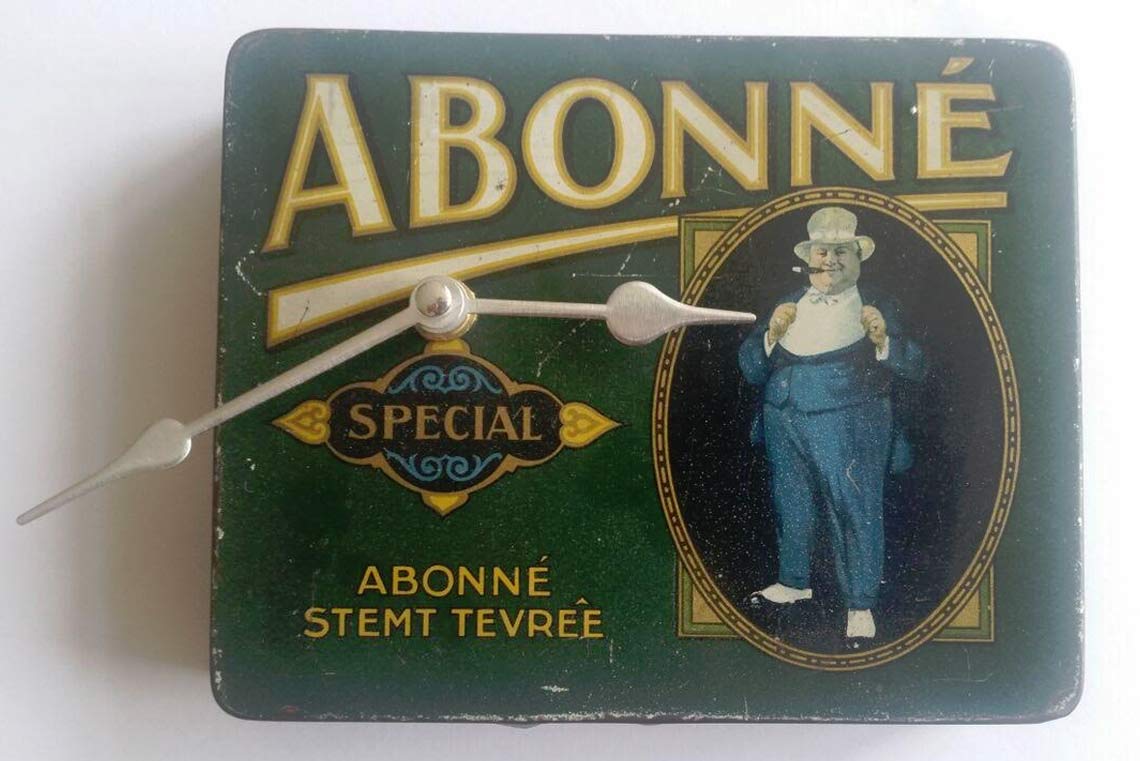 ABONNÉ
SPECIAL
ABONNÉ
STEMT TEVREÊ